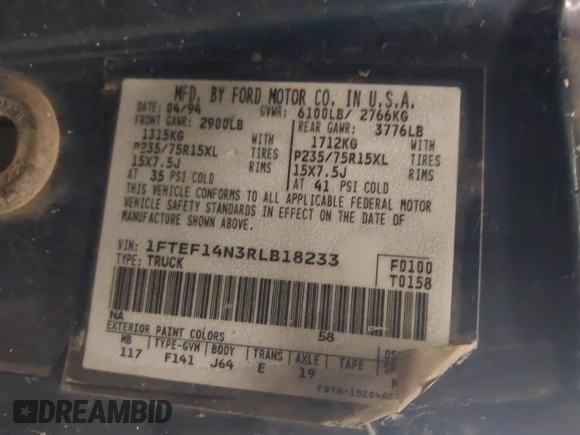 MFD. BY FORD MOTOR CO. IN U.S.A.
DATE: 04/94 GVWR: 6100LB/ 2766KG
FRONT GAWR: 2900LB REAR GAWR: 3776LB
1315KG WITH 1712KG WITH
P235/75R15XL TIRES P235/75R15XL TIRES
15X7.5J RIMS 15X7.5J RIMS
AT 35 PSI COLD AT 41 PSI COLD
THIS VEHICLE CONFORMS TO ALL APPLICABLE FEDERAL MOTOR
VEHICLE SAFETY STANDARDS IN EFFECT ON THE DATE OF
MANUFACTURE SHOWN ABOVE.
VIN: 1FTEF14N3RLB18233 F0100
TYPE: TRUCK T0158
NA 58
EXTERIOR PAINT COLORS
WB TYPE-GVM BODY TRANS AXLE TAPE
117 F141 J64 E 19
DREAMBID